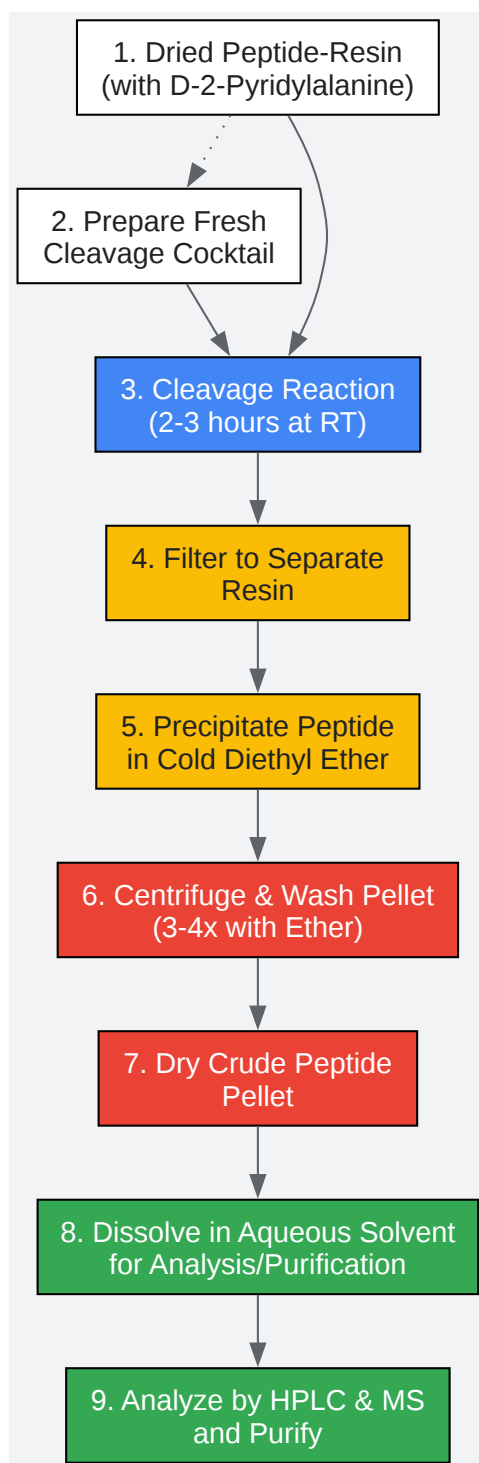 1. Dried Peptide-Resin
(with D-2-Pyridylalanine)
2. Prepare Fresh
Cleavage Cocktail
3. Cleavage Reaction
(2-3 hours at RT)
4. Filter to Separate
Resin
5. Precipitate Peptide
in Cold Diethyl Ether
6. Centrifuge & Wash Pellet
(3-4x with Ether)
7. Dry Crude Peptide
Pellet
8. Dissolve in Aqueous Solvent
for Analysis/Purification
9. Analyze by HPLC & MS
and Purify